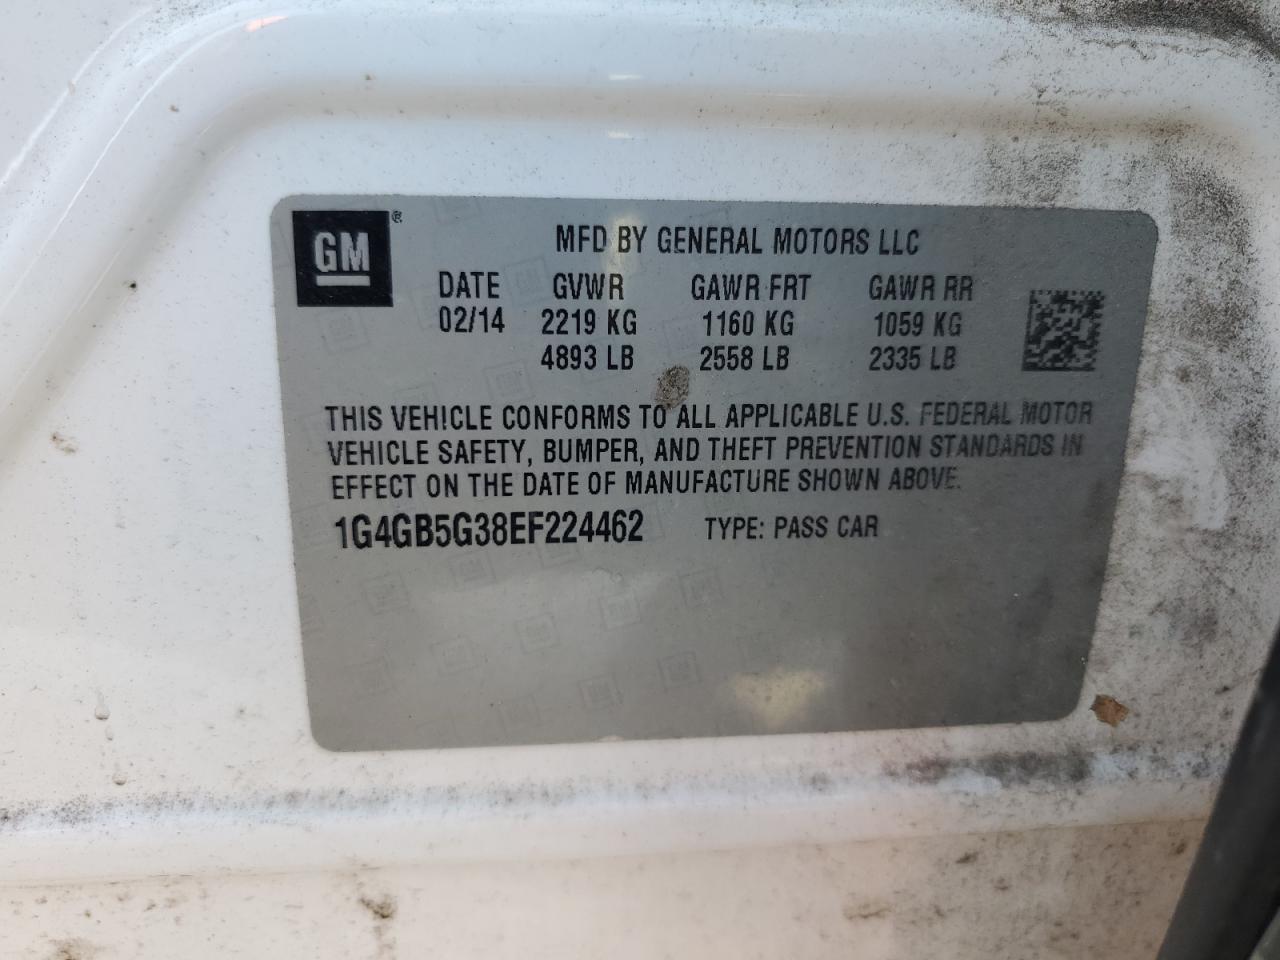 GM ®
MFD BY GENERAL MOTORS LLC
DATE GVWR GAWR FRT GAWR RR
02/14 2219 KG 1160 KG 1059 KG
4893 LB 2558 LB 2335 LB
THIS VEHICLE CONFORMS TO ALL APPLICABLE U.S. FEDERAL MOTOR
VEHICLE SAFETY, BUMPER, AND THEFT PREVENTION STANDARDS IN
EFFECT ON THE DATE OF MANUFACTURE SHOWN ABOVE.
1G4GB5G38EF224462 TYPE: PASS CAR